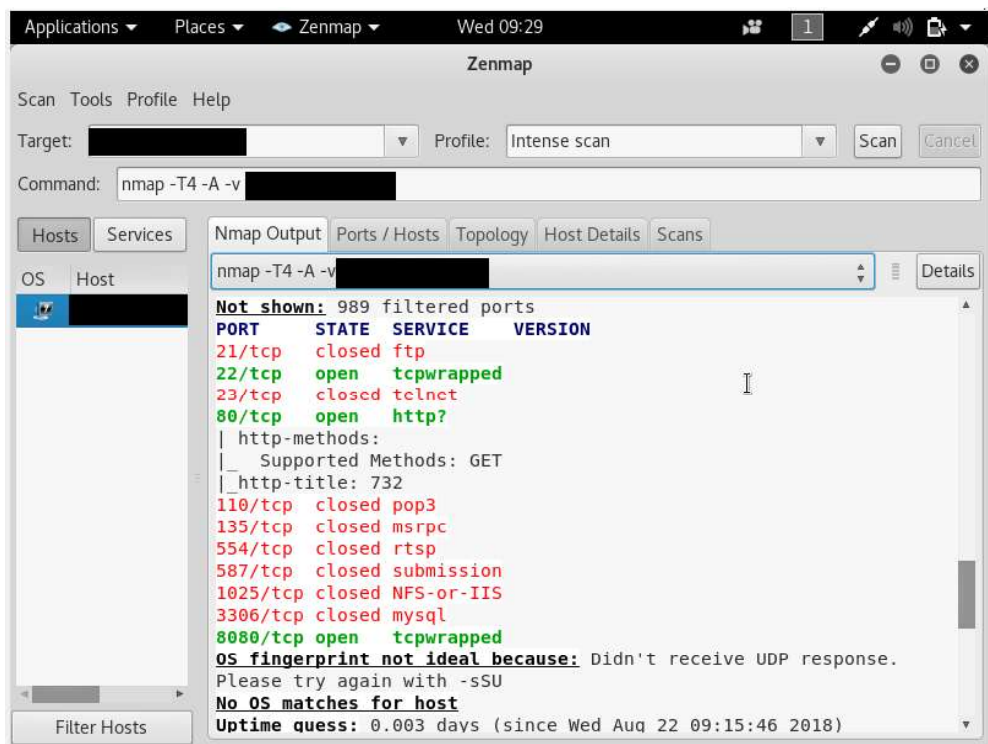 Applications Places Zenmap Wed 09:29 1
Zenmap
Scan Tools Profile Help
Target: Profile: Intense scan Scan Cancel
Command: nmap -T4 -A -v
Hosts Services
OS Host
Filter Hosts
Nmap Output Ports / Hosts Topology Host Details Scans
nmap -T4 -A -v Details
Not shown: 989 filtered ports
PORT STATE SERVICE VERSION
21/tcp closed ftp
22/tcp open tcpwrapped
23/tcp closed telnet
80/tcp open http?
| http-methods:
|_ Supported Methods: GET
|_http-title: 732
110/tcp closed pop3
135/tcp closed msrpc
554/tcp closed rtsp
587/tcp closed submission
1025/tcp closed NFS-or-IIS
3306/tcp closed mysql
8080/tcp open tcpwrapped
OS fingerprint not ideal because: Didn't receive UDP response.
Please try again with -sSU
No OS matches for host
Uptime guess: 0.003 days (since Wed Aug 22 09:15:46 2018)